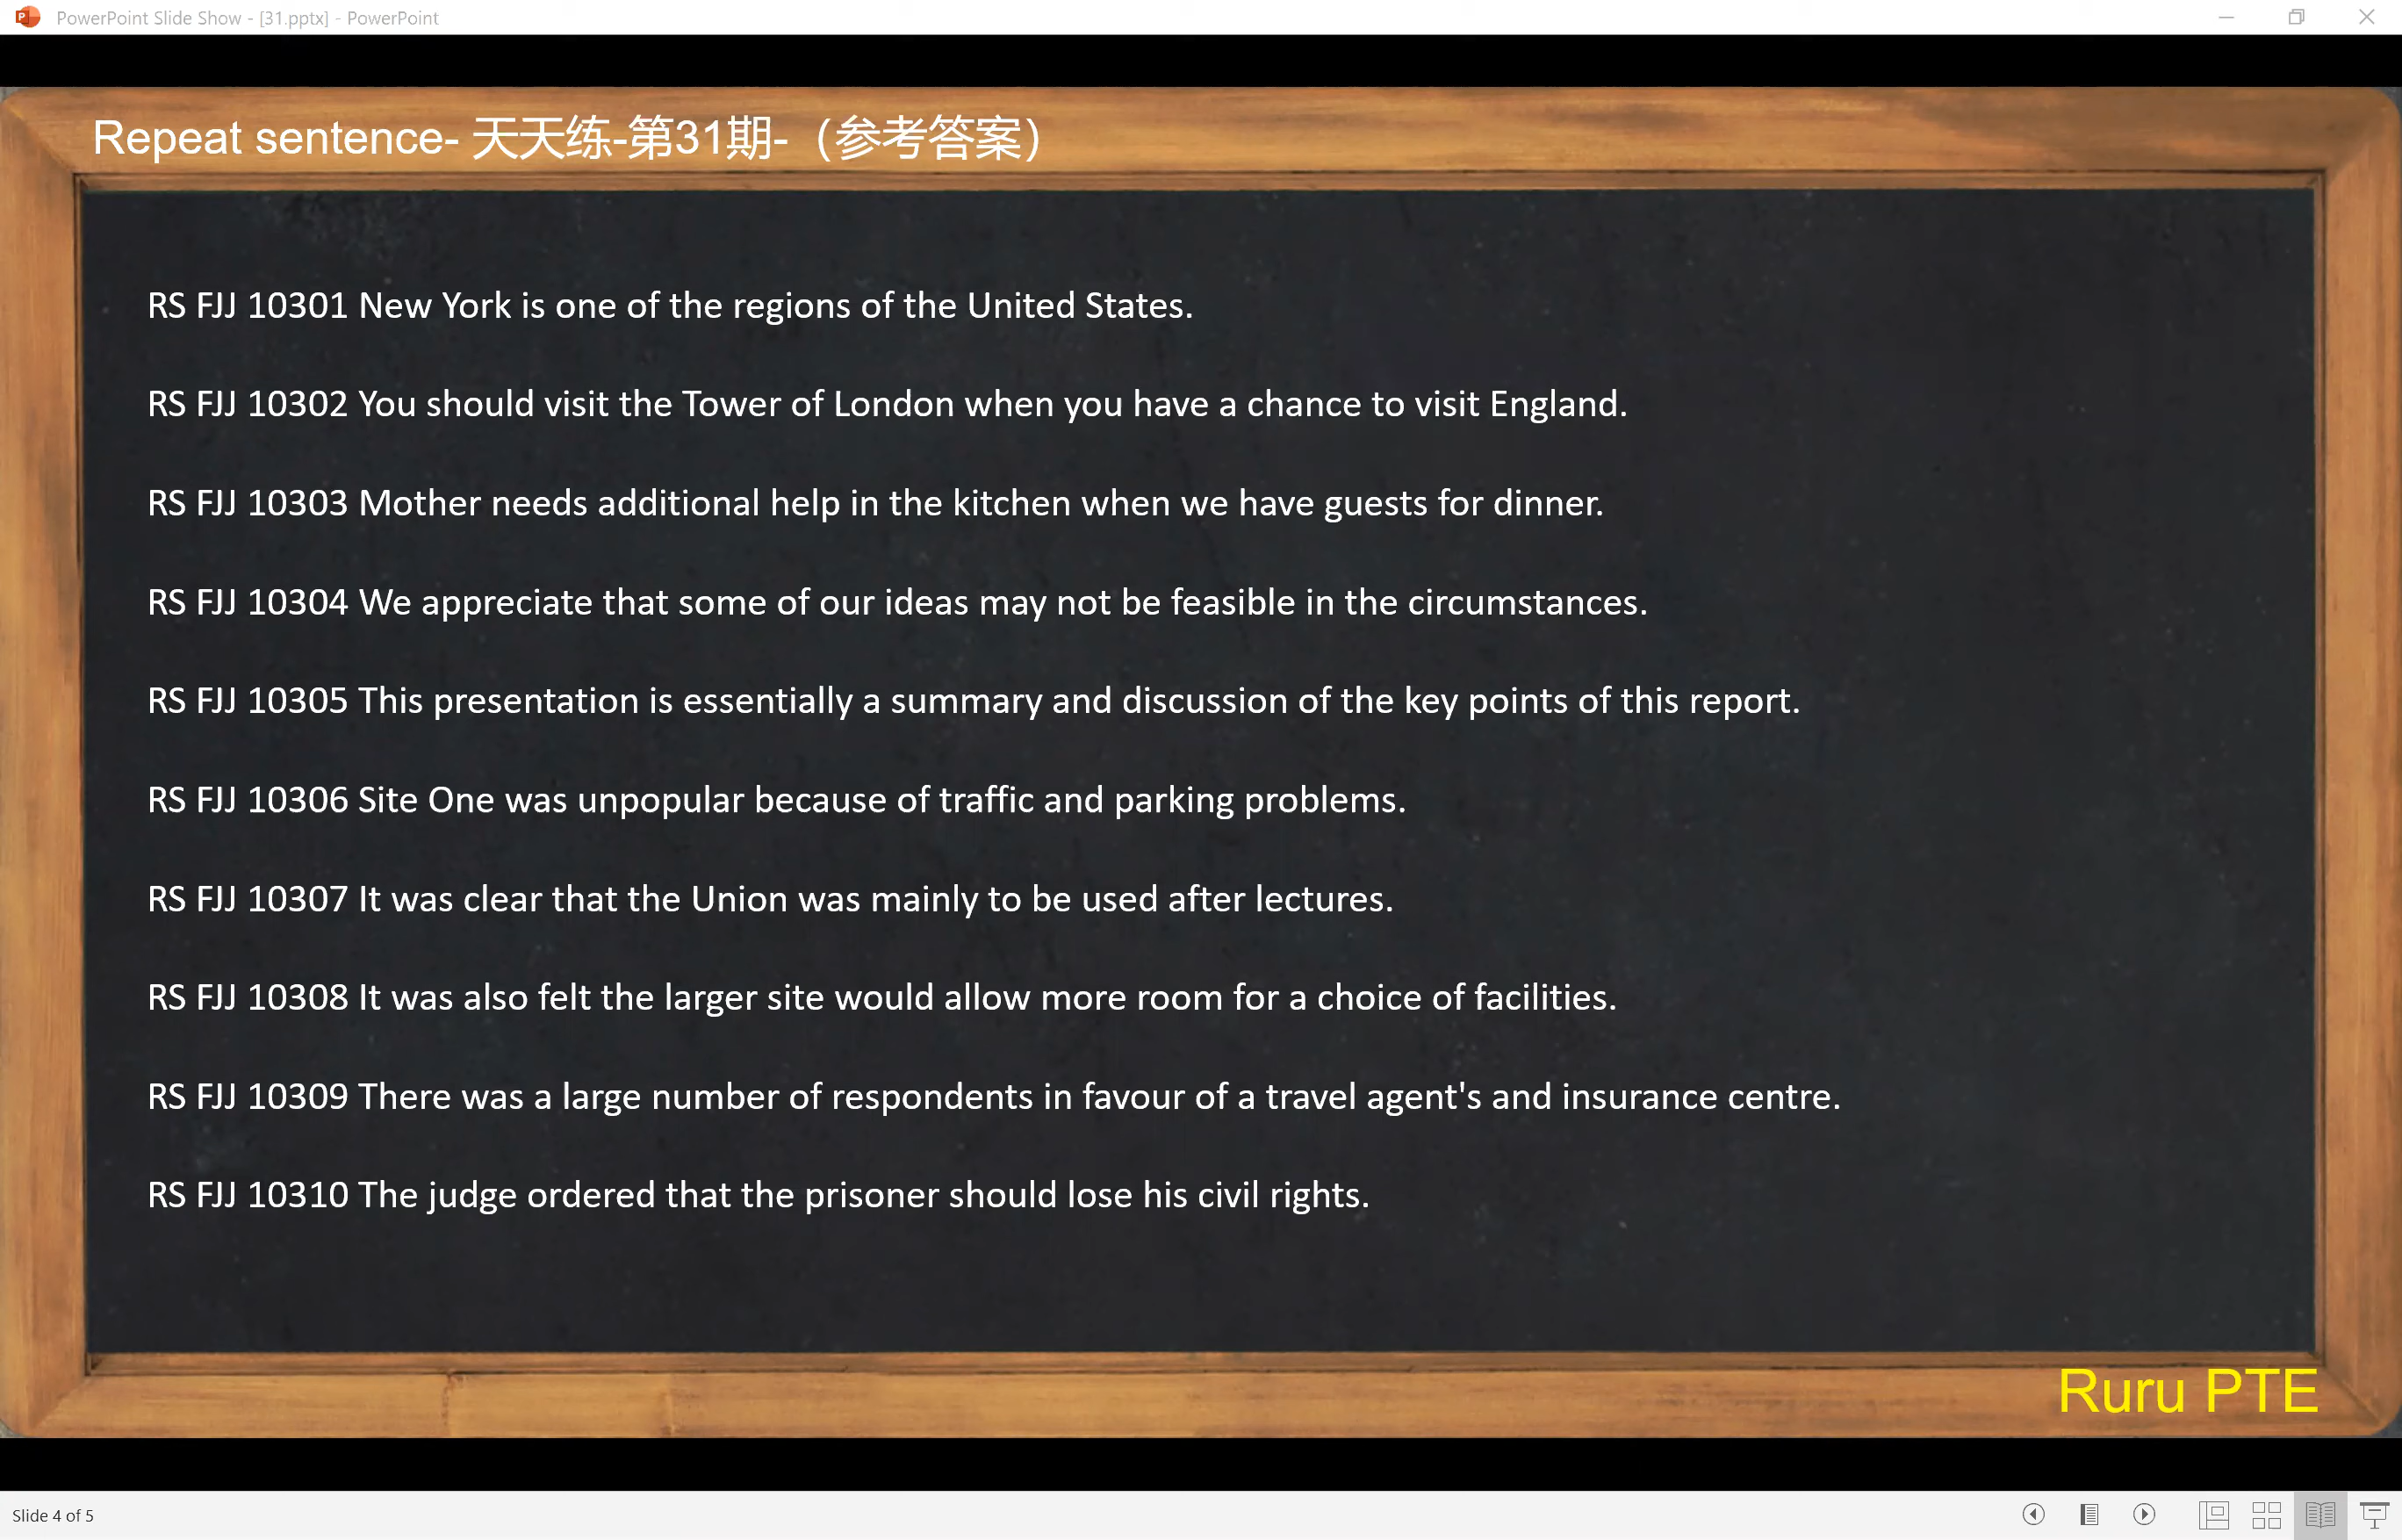 PowerPoint Slide Show - [31.pptx] - PowerPoint
Repeat sentence- 天天练-第31期-（参考答案）
RS FJJ 10301 New York is one of the regions of the United States.
RS FJJ 10302 You should visit the Tower of London when you have a chance to visit England.
RS FJJ 10303 Mother needs additional help in the kitchen when we have guests for dinner.
RS FJJ 10304 We appreciate that some of our ideas may not be feasible in the circumstances.
RS FJJ 10305 This presentation is essentially a summary and discussion of the key points of this report.
RS FJJ 10306 Site One was unpopular because of traffic and parking problems.
RS FJJ 10307 It was clear that the Union was mainly to be used after lectures.
RS FJJ 10308 It was also felt the larger site would allow more room for a choice of facilities.
RS FJJ 10309 There was a large number of respondents in favour of a travel agent's and insurance centre.
RS FJJ 10310 The judge ordered that the prisoner should lose his civil rights.
Ruru PTE
Slide 4 of 5